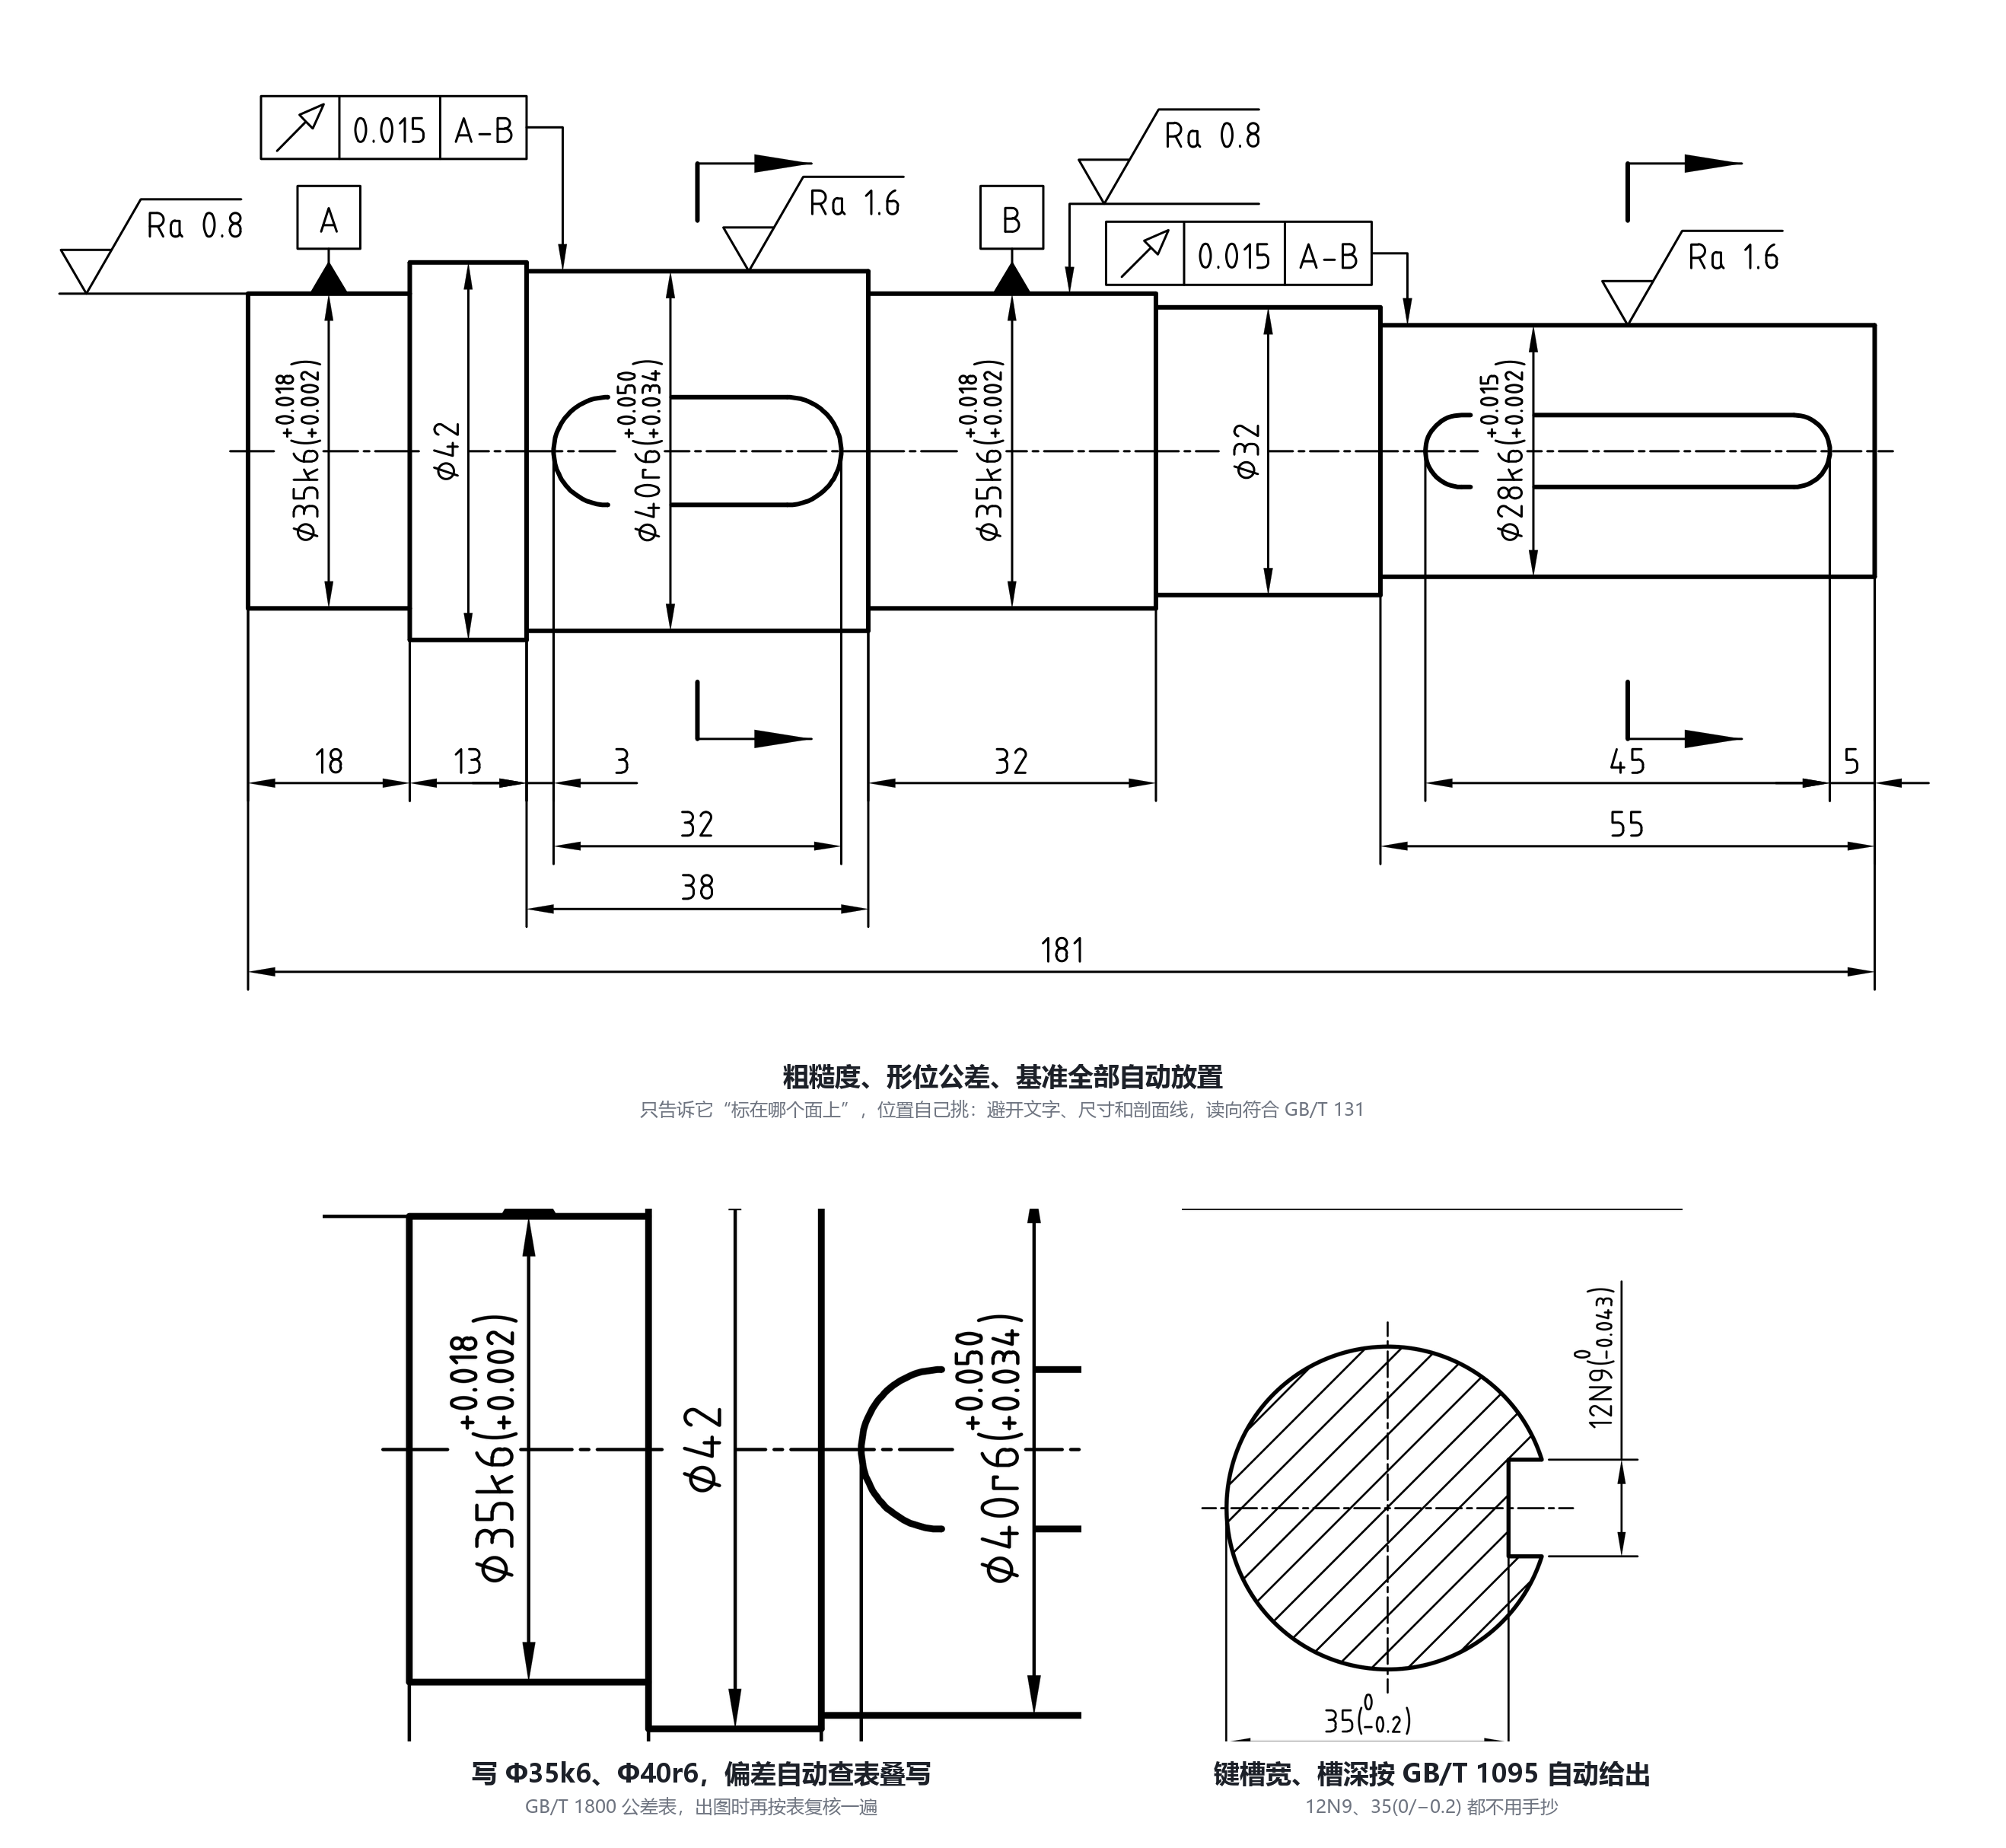 0.015 A-B
Ra 0.8
A
Ra 1.6
B
Ra 0.8
0.015 A-B
Ra 1.6
Φ35k6(+0.018 +0.002)
Φ42
Φ40r6(+0.050 +0.034)
Φ35k6(+0.018 +0.002)
Φ32
Φ28k6(+0.015 +0.002)
18
13
3
32
45
5
32
55
38
181
粗糙度、形位公差、基准全部自动放置
只告诉它“标在哪个面上”，位置自己挑：避开文字、尺寸和剖面线，读向符合 GB/T 131
Φ35k6(+0.018 +0.002)
Φ42
Φ40r6(+0.050 +0.034)
12N9(0 -0.043)
35(0 -0.2)
写 Φ35k6、Φ40r6，偏差自动查表叠写
GB/T 1800 公差表，出图时再按表复核一遍
键槽宽、槽深按 GB/T 1095 自动给出
12N9、35(0/−0.2) 都不用手抄